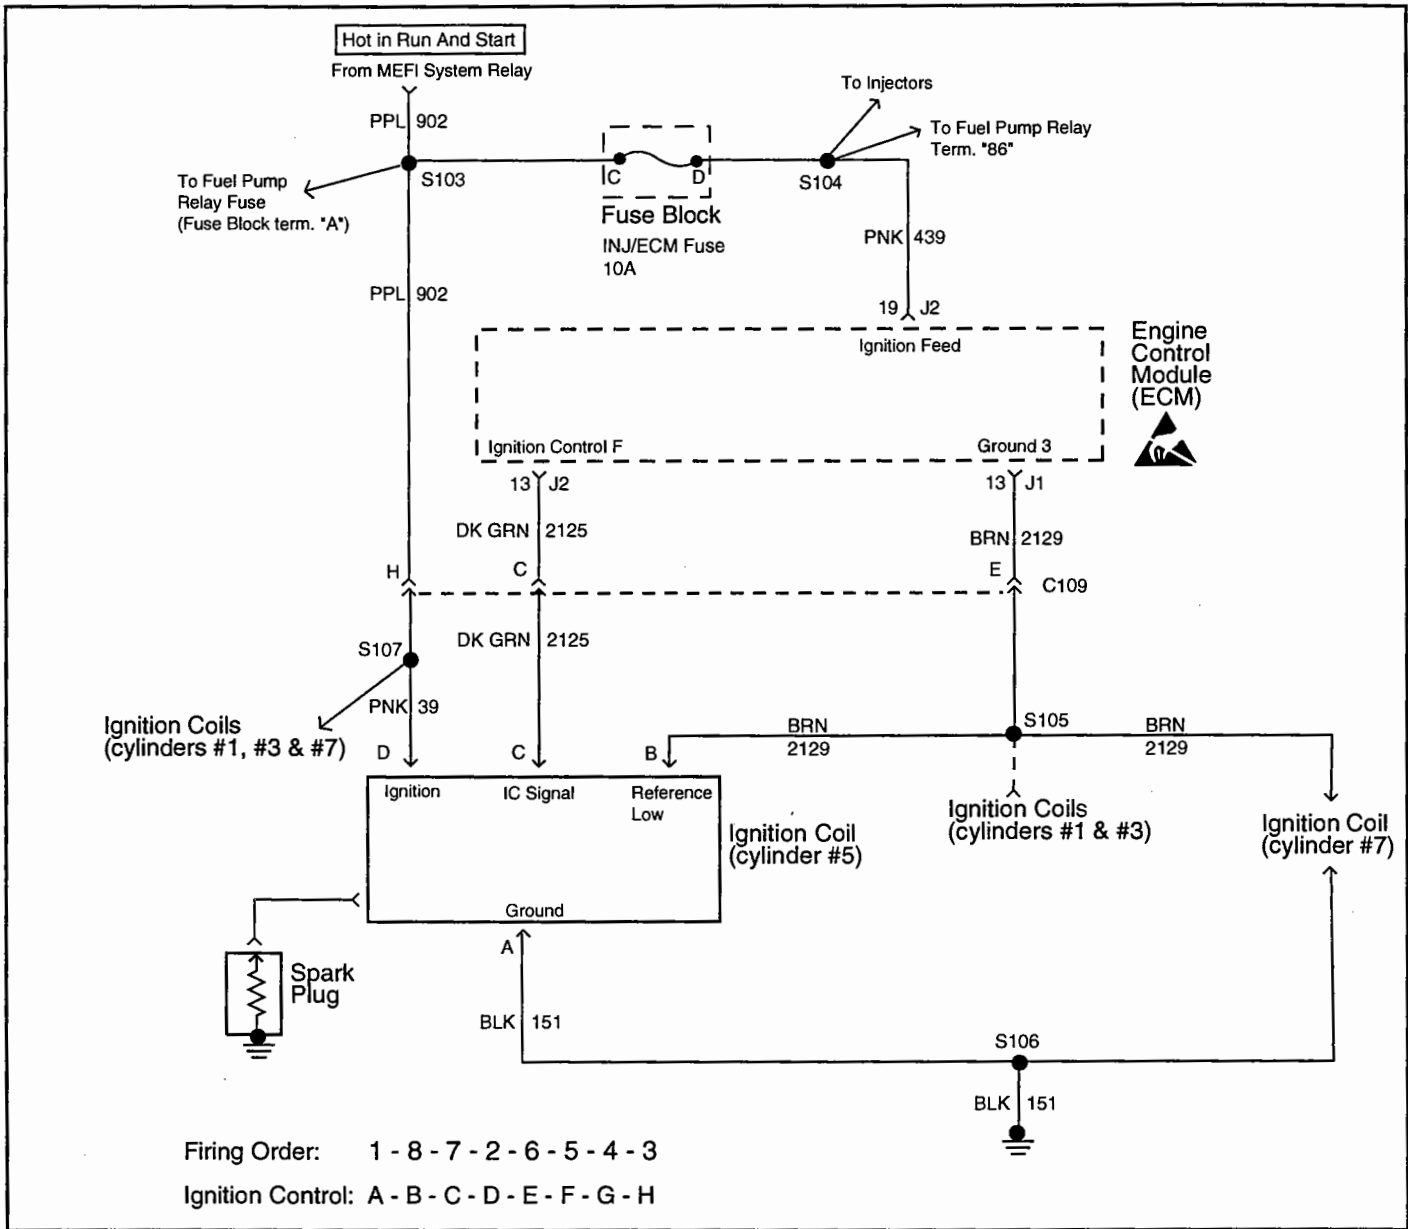 Hot in Run And Start
From MEFI System Relay
PPL 902
To Injectors
To Fuel Pump Relay
Term. "86"
S103
C D
S104
To Fuel Pump
Relay Fuse
(Fuse Block term. "A")
Fuse Block
INJ/ECM Fuse
10A
PNK 439
PPL 902
19 J2
Ignition Feed
Engine
Control
Module
(ECM)
Ignition Control F
Ground 3
13 J2
13 J1
DK GRN 2125
BRN 2129
H
C
E
C109
S107
DK GRN 2125
PNK 39
Ignition Coils
(cylinders #1, #3 & #7)
D
C
B
BRN
2129
S105
BRN
2129
Ignition
IC Signal
Reference
Low
Ignition Coil
(cylinder #5)
Ignition Coils
(cylinders #1 & #3)
Ignition Coil
(cylinder #7)
Ground
A
Spark
Plug
BLK 151
S106
BLK 151
Firing Order: 1 - 8 - 7 - 2 - 6 - 5 - 4 - 3
Ignition Control: A - B - C - D - E - F - G - H